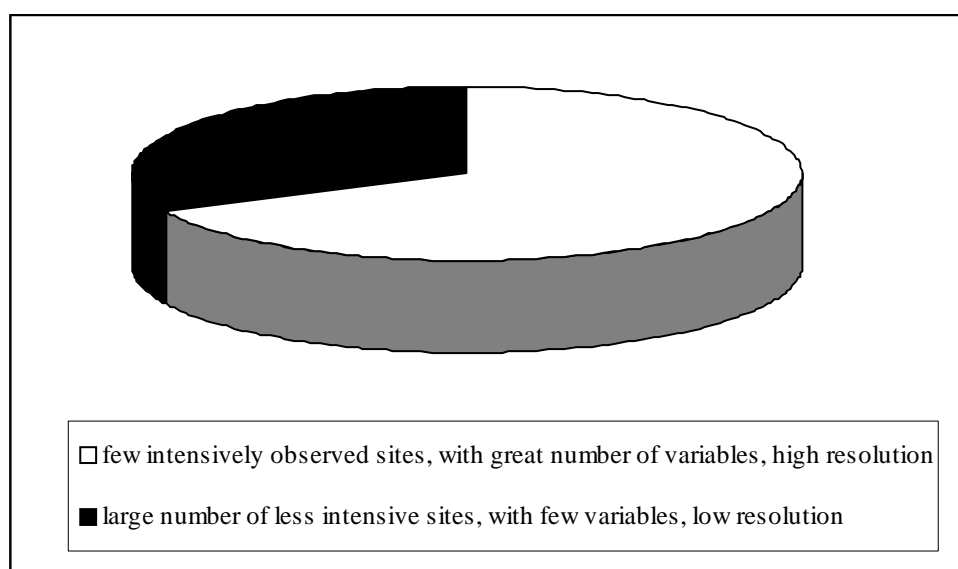 few intensively observed sites, with great number of variables, high resolution
large number of less intensive sites, with few variables, low resolution